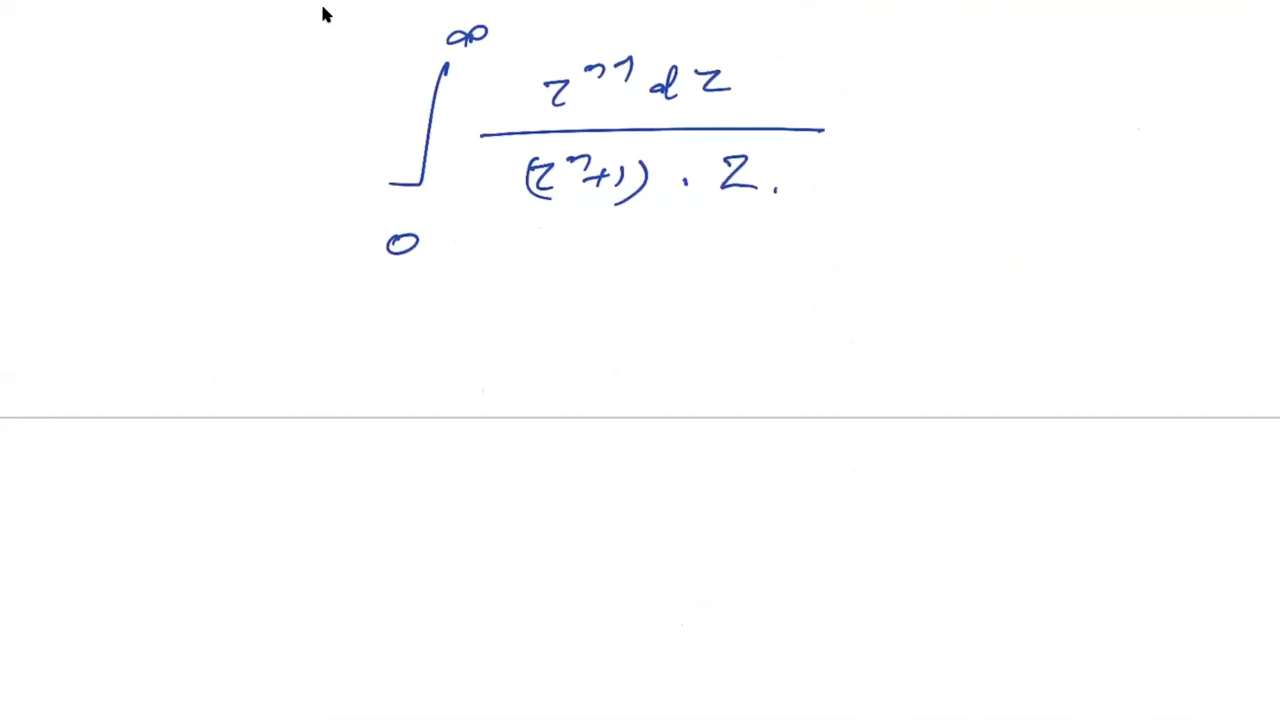 ∞
∫ z^{n-1} dz / ((z^n+1) · z.)
0